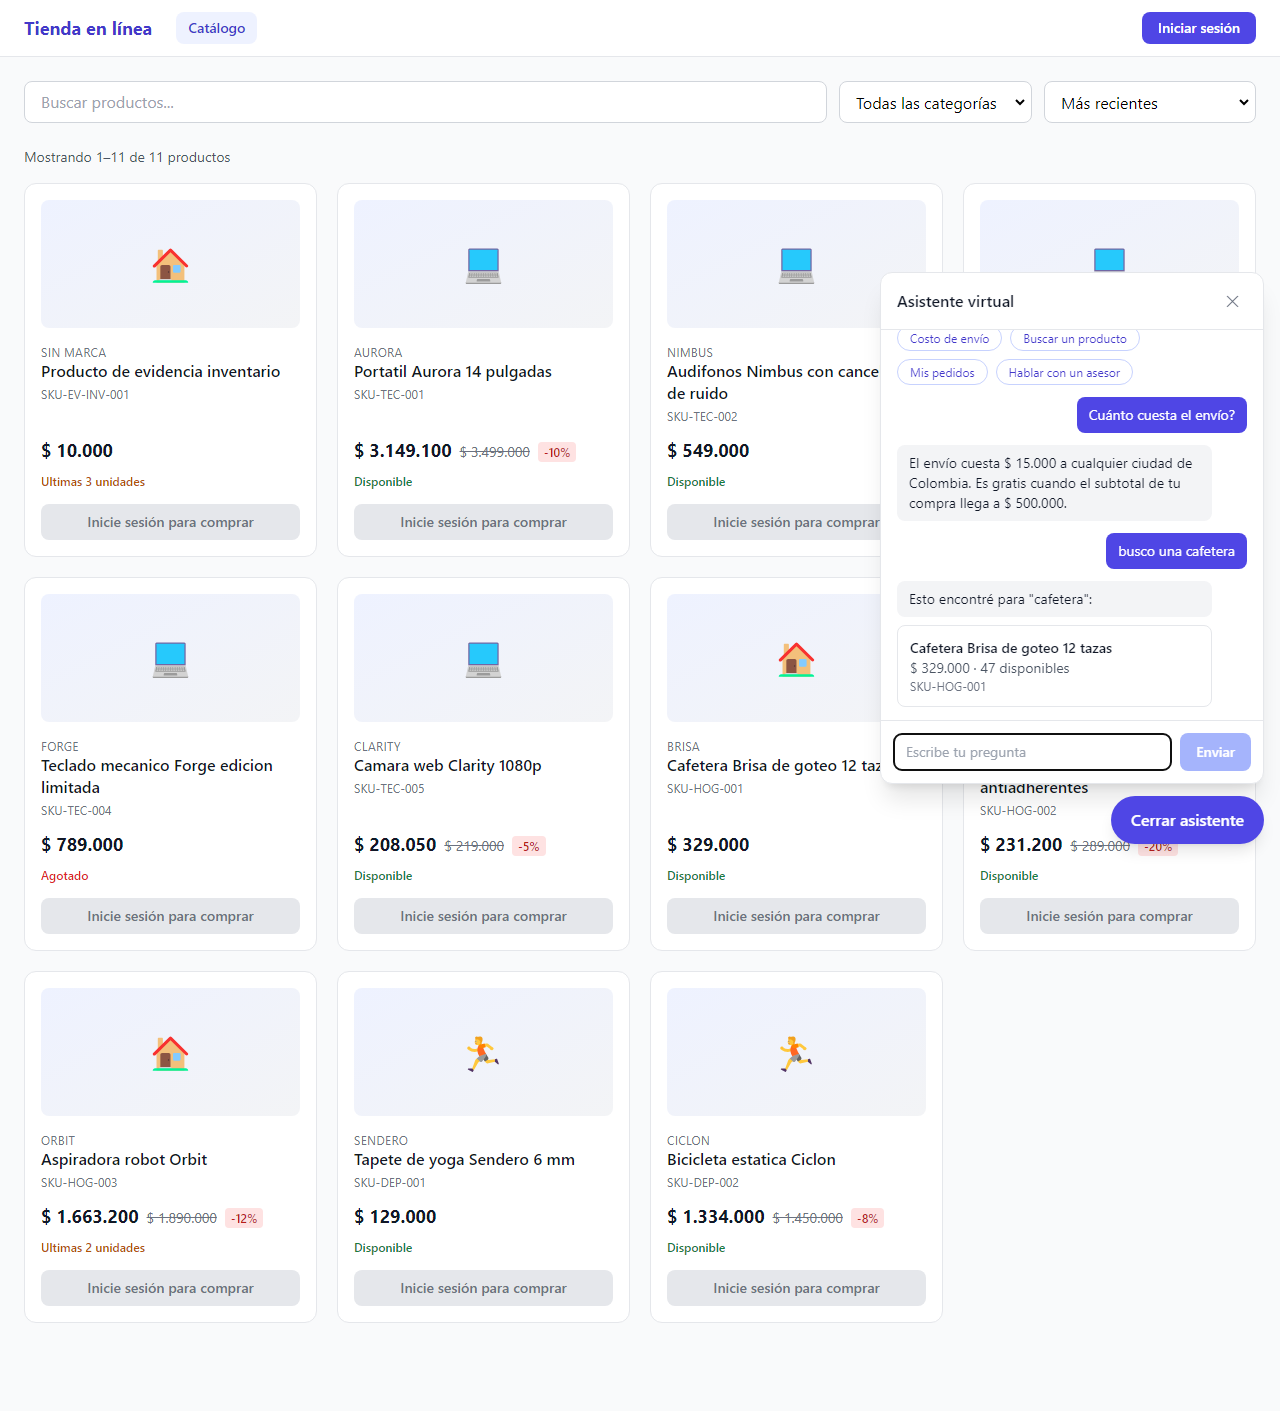 Tienda en línea
Catálogo
Iniciar sesión
Buscar productos...
Todas las categorías
Más recientes
Mostrando 1–11 de 11 productos
SIN MARCA
Producto de evidencia inventario
SKU-EV-INV-001
$ 10.000
Ultimas 3 unidades
Inicie sesión para comprar
AURORA
Portatil Aurora 14 pulgadas
SKU-TEC-001
$ 3.149.100 $ 3.499.000 -10%
Disponible
Inicie sesión para comprar
NIMBUS
Audifonos Nimbus con cance
de ruido
SKU-TEC-002
$ 549.000
Disponible
Inicie sesión para comprar
FORGE
Teclado mecanico Forge edicion
limitada
SKU-TEC-004
$ 789.000
Agotado
Inicie sesión para comprar
CLARITY
Camara web Clarity 1080p
SKU-TEC-005
$ 208.050 $ 219.000 -5%
Disponible
Inicie sesión para comprar
BRISA
Cafetera Brisa de goteo 12 taz
SKU-HOG-001
$ 329.000
Disponible
Inicie sesión para comprar
antiadherentes
SKU-HOG-002
$ 231.200 $ 289.000 -20%
Disponible
Inicie sesión para comprar
ORBIT
Aspiradora robot Orbit
SKU-HOG-003
$ 1.663.200 $ 1.890.000 -12%
Ultimas 2 unidades
Inicie sesión para comprar
SENDERO
Tapete de yoga Sendero 6 mm
SKU-DEP-001
$ 129.000
Disponible
Inicie sesión para comprar
CICLON
Bicicleta estatica Ciclon
SKU-DEP-002
$ 1.334.000 $ 1.450.000 -8%
Disponible
Inicie sesión para comprar
Asistente virtual
Costo de envío
Buscar un producto
Mis pedidos
Hablar con un asesor
Cuánto cuesta el envío?
El envío cuesta $ 15.000 a cualquier ciudad de
Colombia. Es gratis cuando el subtotal de tu
compra llega a $ 500.000.
busco una cafetera
Esto encontré para "cafetera":
Cafetera Brisa de goteo 12 tazas
$ 329.000 · 47 disponibles
SKU-HOG-001
Escribe tu pregunta
Enviar
Cerrar asistente